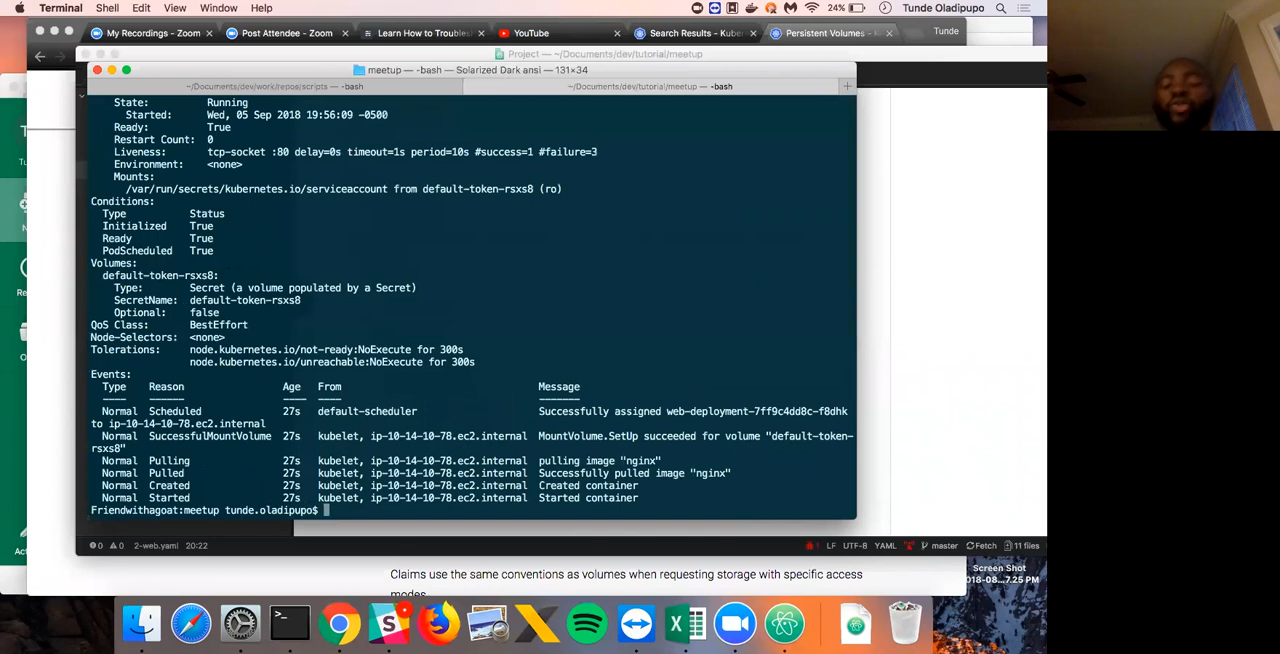 Terminal Shell Edit View Window Help 24% Tunde Oladipupo
My Recordings - Zoom Post Attendee - Zoom Learn How to Troubles YouTube Search Results - Kuber Persistent Volumes - Ku Tunde
Project — ~/Documents/dev/tutorial/meetup
meetup — -bash — Solarized Dark ansi — 131×34
~/Documents/dev/work/repos/scripts — -bash ~/Documents/dev/tutorial/meetup — -bash +
State: Running
Started: Wed, 05 Sep 2018 19:56:09 -0500
Ready: True
Restart Count: 0
Liveness: tcp-socket :80 delay=0s timeout=1s period=10s #success=1 #failure=3
Environment: <none>
Mounts:
/var/run/secrets/kubernetes.io/serviceaccount from default-token-rsxs8 (ro)
Conditions:
Type Status
Initialized True
Ready True
PodScheduled True
Volumes:
default-token-rsxs8:
Type: Secret (a volume populated by a Secret)
SecretName: default-token-rsxs8
Optional: false
QoS Class: BestEffort
Node-Selectors: <none>
Tolerations: node.kubernetes.io/not-ready:NoExecute for 300s
node.kubernetes.io/unreachable:NoExecute for 300s
Events:
Type Reason Age From Message
---- ------ ---- ---- -------
Normal Scheduled 27s default-scheduler Successfully assigned web-deployment-7ff9c4dd8c-f8dhk
to ip-10-14-10-78.ec2.internal
Normal SuccessfulMountVolume 27s kubelet, ip-10-14-10-78.ec2.internal MountVolume.SetUp succeeded for volume "default-token-
rsxs8"
Normal Pulling 27s kubelet, ip-10-14-10-78.ec2.internal pulling image "nginx"
Normal Pulled 27s kubelet, ip-10-14-10-78.ec2.internal Successfully pulled image "nginx"
Normal Created 27s kubelet, ip-10-14-10-78.ec2.internal Created container
Normal Started 27s kubelet, ip-10-14-10-78.ec2.internal Started container
Friendwithagoat:meetup tunde.oladipupo$
0 0 2-web.yaml 20:22 LF UTF-8 YAML master Fetch 11 files
Claims use the same conventions as volumes when requesting storage with specific access
modes.
Screen Shot
2018-08...7.25 PM